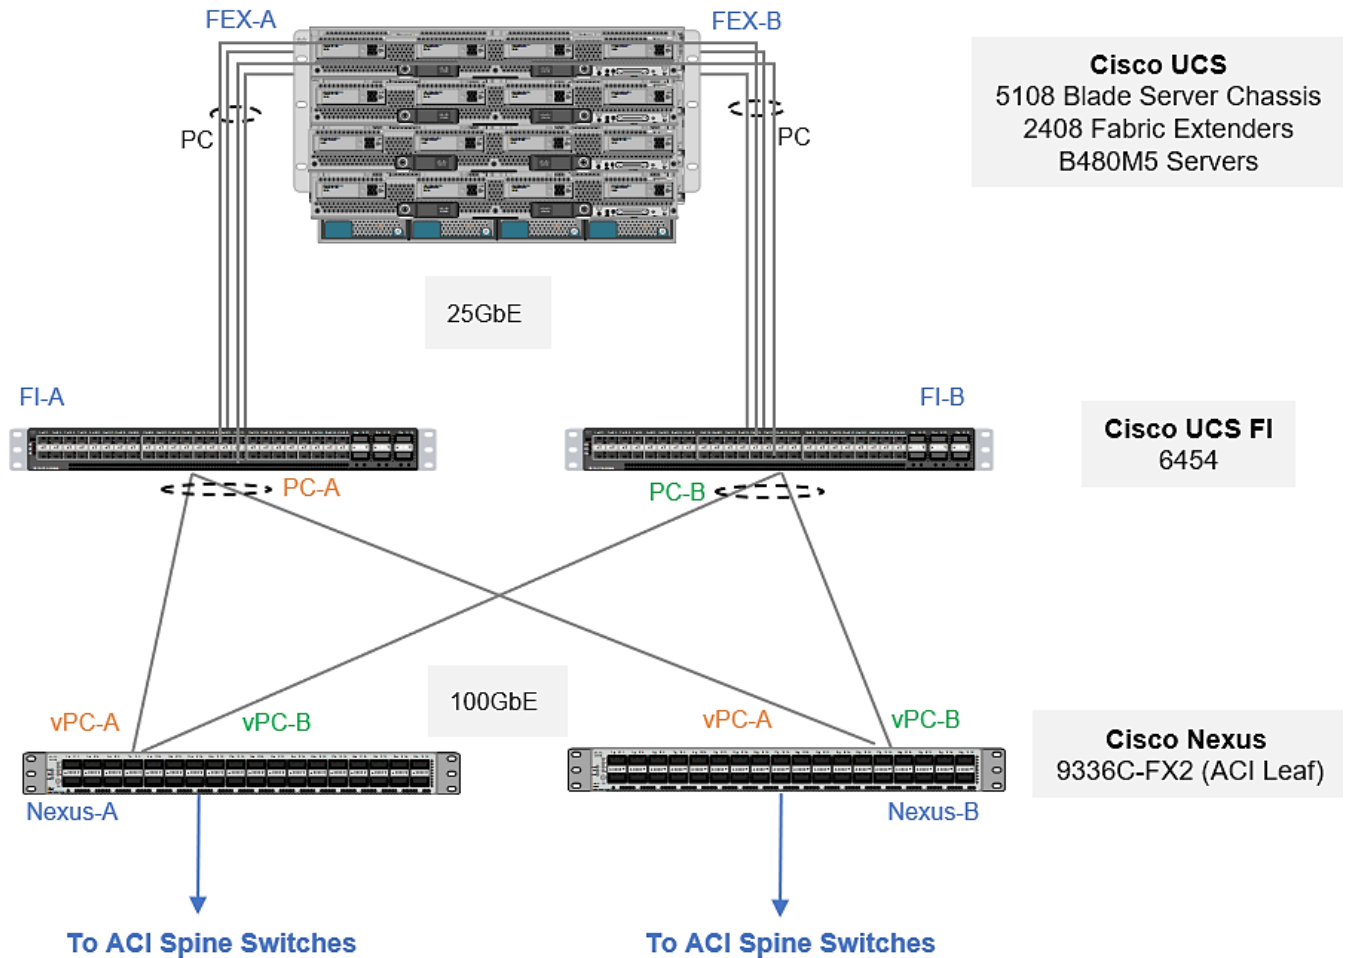 FEX-A
FEX-B
Cisco UCS
5108 Blade Server Chassis
2408 Fabric Extenders
B480M5 Servers
PC
PC
25GbE
FI-A
FI-B
Cisco UCS FI
6454
PC-A
PC-B
100GbE
vPC-A
vPC-B
vPC-A
vPC-B
Cisco Nexus
9336C-FX2 (ACI Leaf)
Nexus-A
Nexus-B
To ACI Spine Switches
To ACI Spine Switches